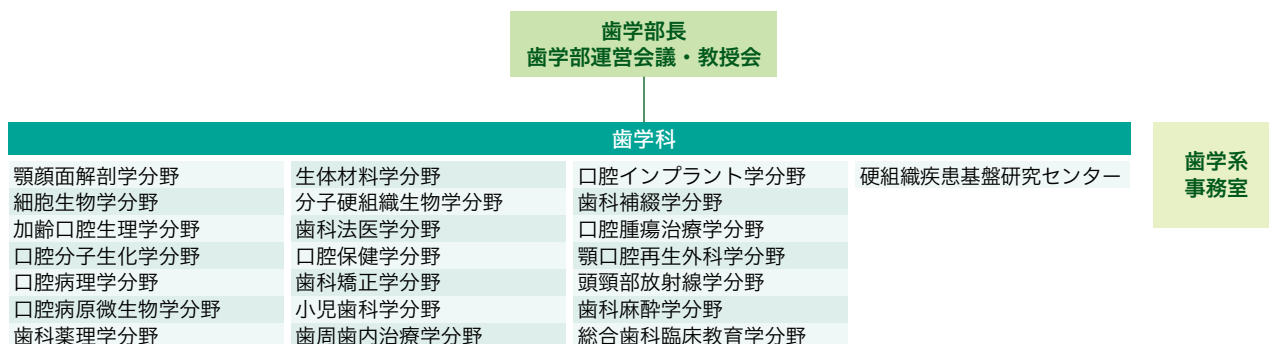 歯学部長
歯学部運営会議・教授会
歯学科
顎顔面解剖学分野
細胞生物学分野
加齢口腔生理学分野
口腔分子生化学分野
口腔病理学分野
口腔病原微生物学分野
歯科薬理学分野
生体材料学分野
分子硬組織生物学分野
歯科法医学分野
口腔保健学分野
歯科矯正学分野
小児歯科学分野
歯周歯内治療学分野
口腔インプラント学分野
歯科補綴学分野
口腔腫瘍治療学分野
顎口腔再生外科学分野
頭頸部放射線学分野
歯科麻酔学分野
総合歯科臨床教育学分野
硬組織疾患基盤研究センター
歯学系
事務室